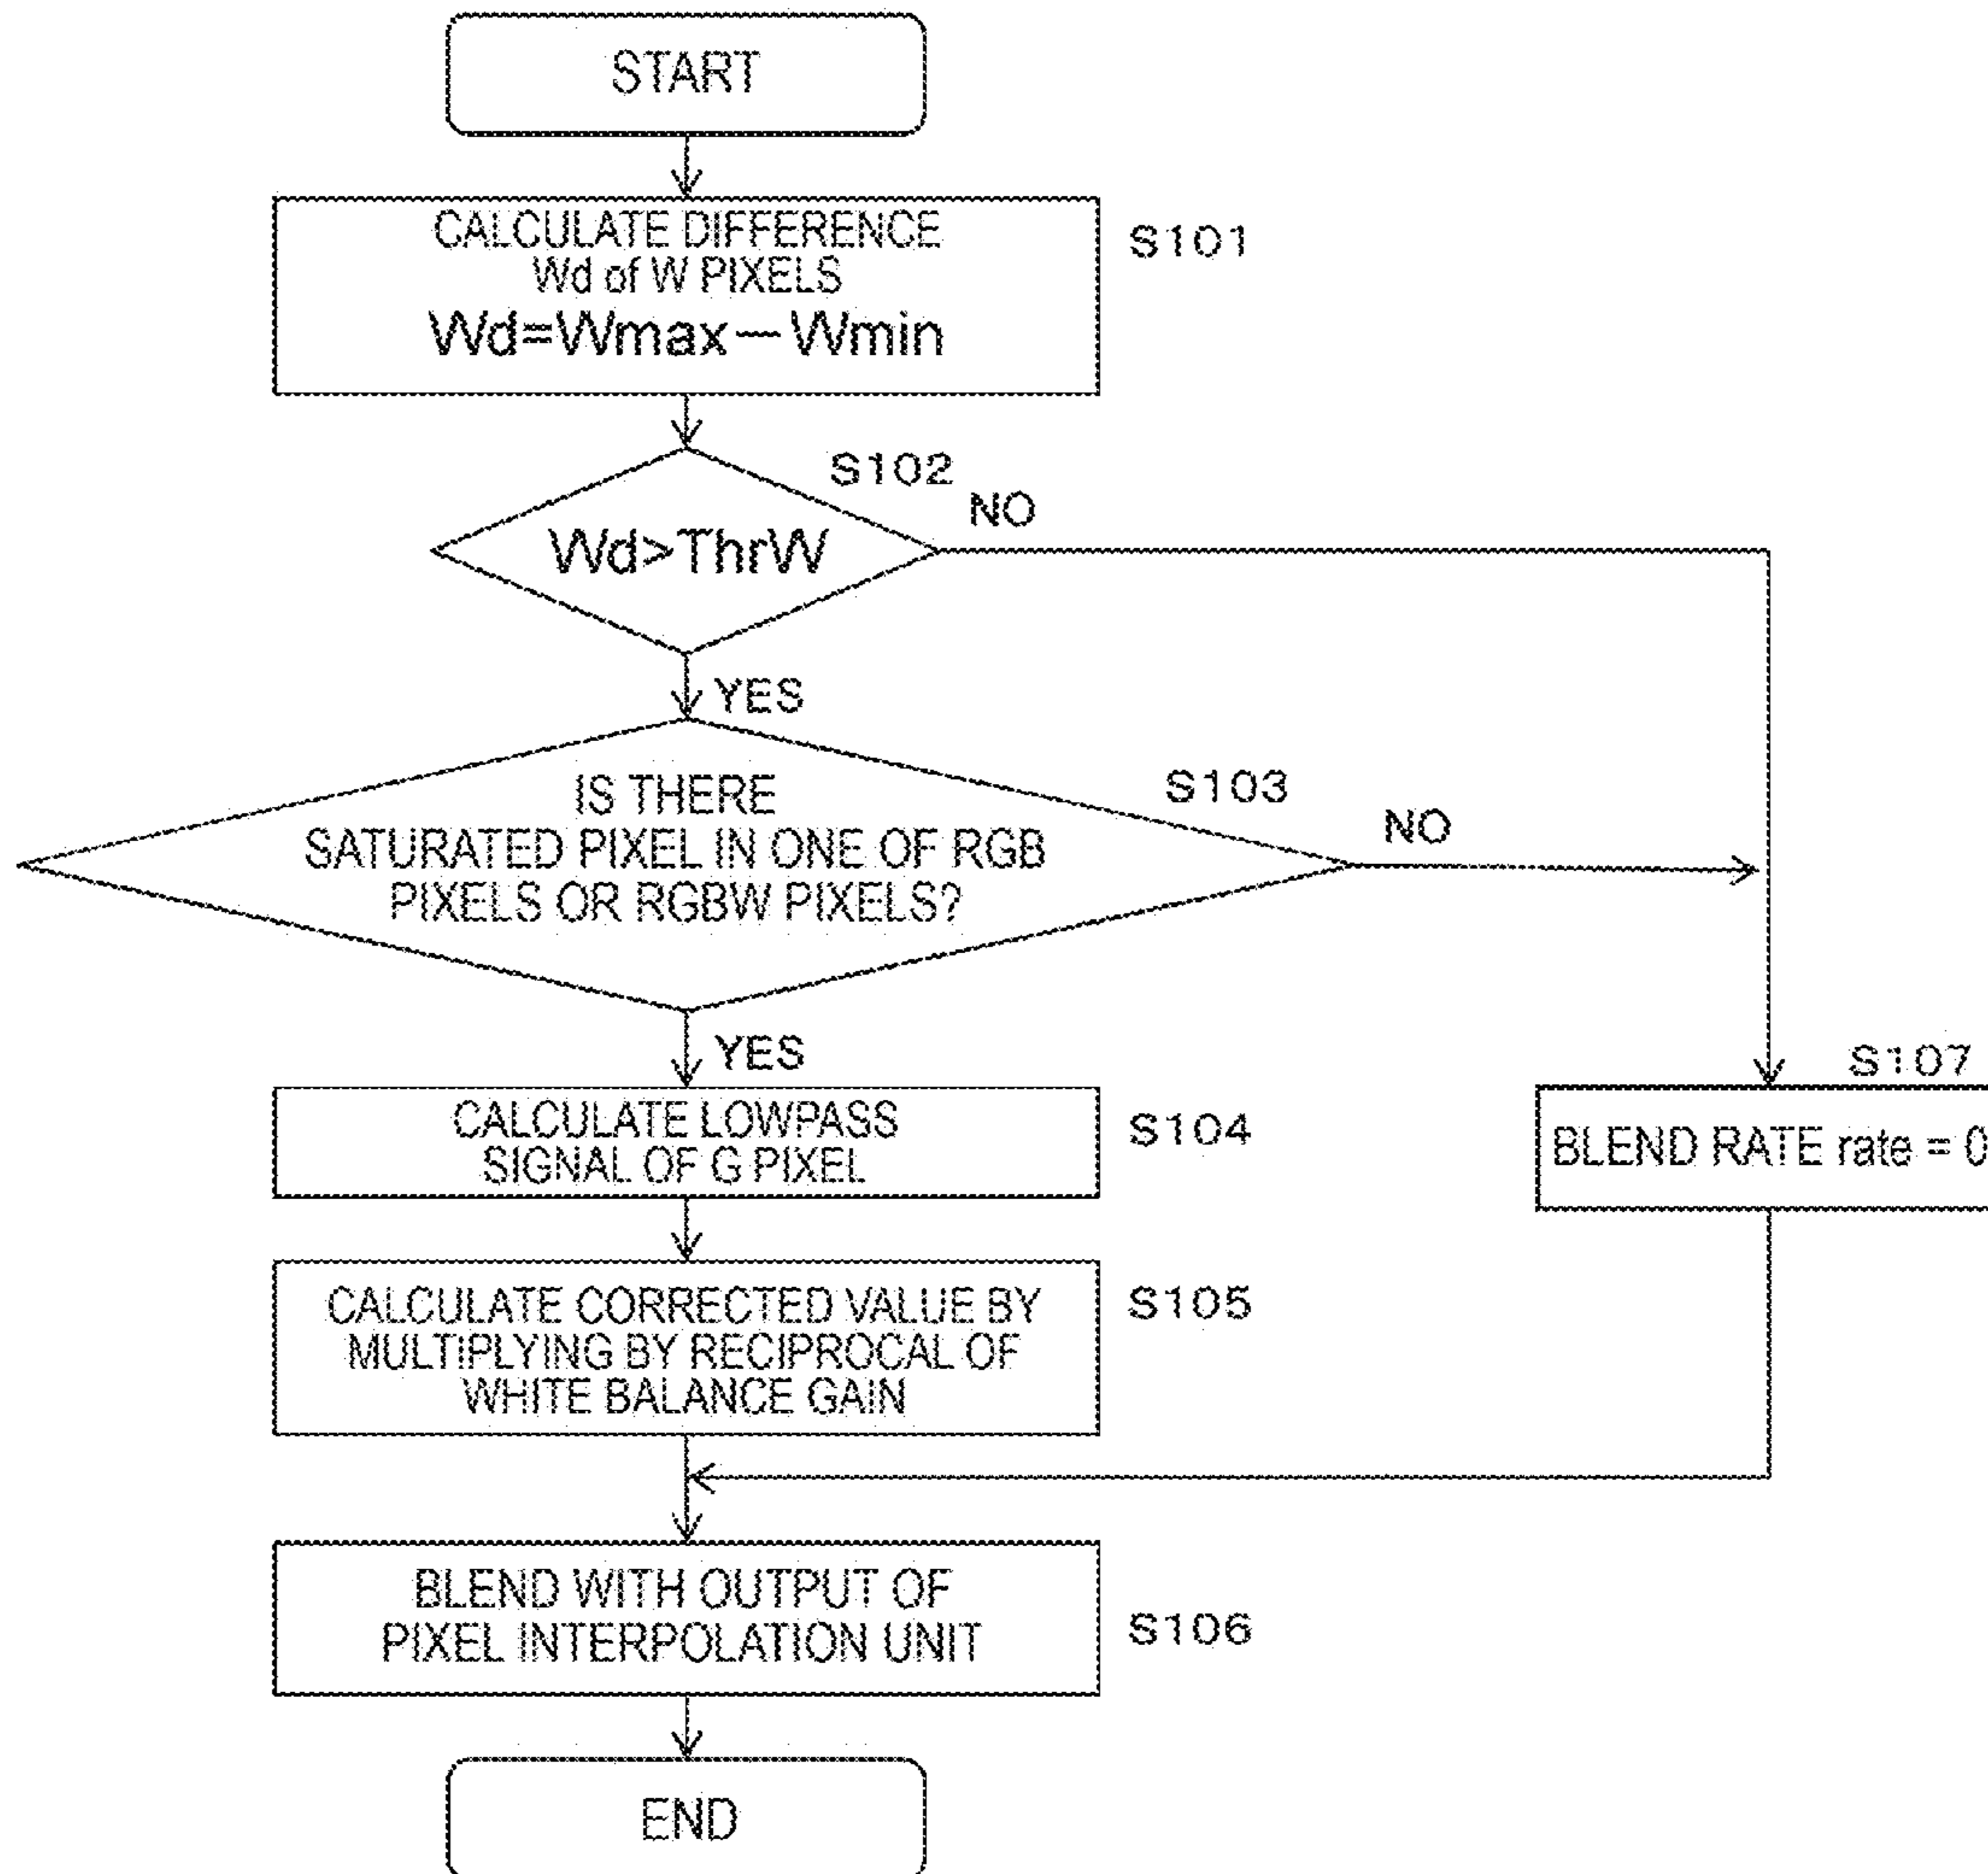 START
CALCULATE DIFFERENCE
Wd of W PIXELS
Wd=Wmax－Wmin
S101
S102
Wd>ThrW
NO
YES
IS THERE
SATURATED PIXEL IN ONE OF RGB
PIXELS OR RGBW PIXELS?
S103
NO
YES
CALCULATE LOWPASS
SIGNAL OF G PIXEL
S104
S107
BLEND RATE rate = 0
CALCULATE CORRECTED VALUE BY
MULTIPLYING BY RECIPROCAL OF
WHITE BALANCE GAIN
S105
BLEND WITH OUTPUT OF
PIXEL INTERPOLATION UNIT
S106
END